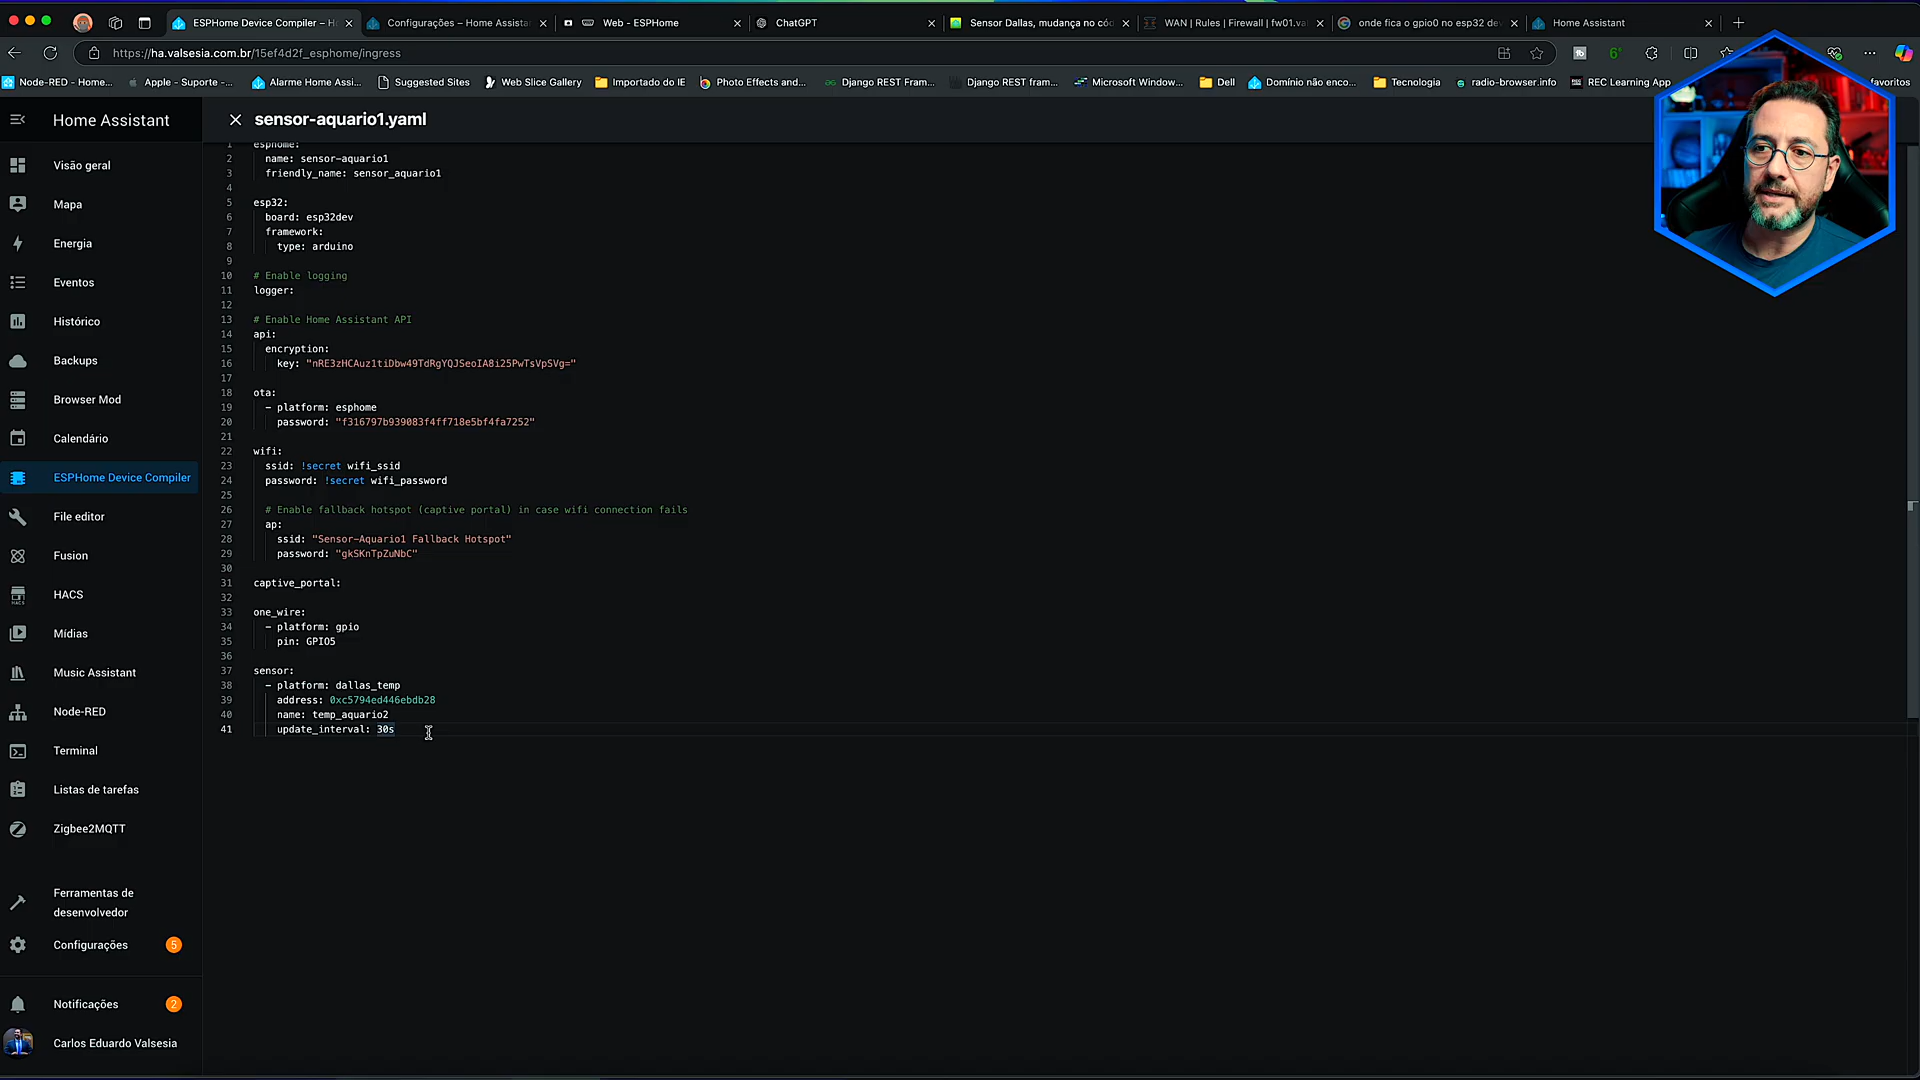 ESPHome Device Compiler – H
Configurações – Home Assista
Web - ESPHome
ChatGPT
Sensor Dallas, mudança no có
WAN | Rules | Firewall | fw01.va
onde fica o gpio0 no esp32 de
Home Assistant
https://ha.valsesia.com.br/15ef4d2f_esphome/ingress
Node-RED - Home...
Apple - Suporte -...
Alarme Home Assi...
Suggested Sites
Web Slice Gallery
Importado do IE
Photo Effects and...
Django REST Fram...
Django REST fram...
Microsoft Window...
Dell
Domínio não enco...
Tecnologia
radio-browser.info
REC Learning App
favoritos
Home Assistant
Visão geral
Mapa
Energia
Eventos
Histórico
Backups
Browser Mod
Calendário
ESPHome Device Compiler
File editor
Fusion
HACS
Mídias
Music Assistant
Node-RED
Terminal
Listas de tarefas
Zigbee2MQTT
Ferramentas de
desenvolvedor
Configurações 5
Notificações 2
Carlos Eduardo Valsesia
sensor-aquario1.yaml
1 esphome:
2 name: sensor-aquario1
3 friendly_name: sensor_aquario1
4
5 esp32:
6 board: esp32dev
7 framework:
8 type: arduino
9
10 # Enable logging
11 logger:
12
13 # Enable Home Assistant API
14 api:
15 encryption:
16 key: "nRE3zHCAuz1tiDbw49TdRgYQJSeoIA8i25PwTsVpSVg="
17
18 ota:
19 - platform: esphome
20 password: "f316797b939083f4ff718e5bf4fa7252"
21
22 wifi:
23 ssid: !secret wifi_ssid
24 password: !secret wifi_password
25
26 # Enable fallback hotspot (captive portal) in case wifi connection fails
27 ap:
28 ssid: "Sensor-Aquario1 Fallback Hotspot"
29 password: "gkSKnTpZuNbC"
30
31 captive_portal:
32
33 one_wire:
34 - platform: gpio
35 pin: GPIO5
36
37 sensor:
38 - platform: dallas_temp
39 address: 0xc5794ed446ebdb28
40 name: temp_aquario2
41 update_interval: 30s